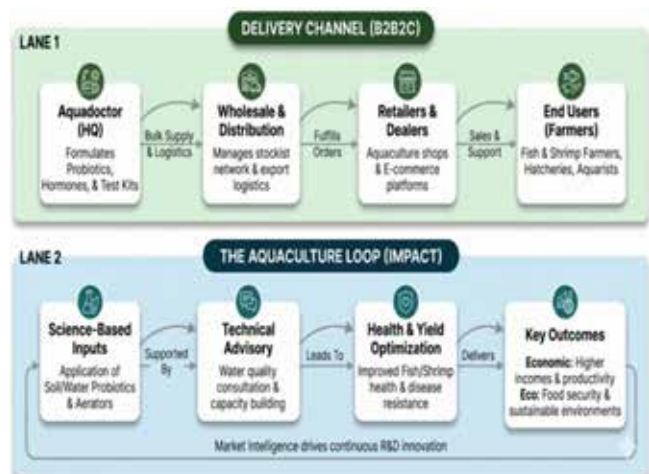 DELIVERY CHANNEL (B2B2C)
LANE 1
Aquadoctor
(HQ)
Formulates
Probiotics,
Hormones, & Test Kits
Bulk Supply
& Logistics
Wholesale &
Distribution
Manages stockist
network & export
logistics
Fulfills
Orders
Retailers &
Dealers
Aquaculture shops
& E-commerce
platforms
Sales &
Support
End Users
(Farmers)
Fish & Shrimp Farmers,
Hatcheries, Aquarists
LANE 2
THE AQUACULTURE LOOP (IMPACT)
Science-Based
Inputs
Application of
Soil/Water Probiotics
& Aerators
Supported
By
Technical
Advisory
Water quality
consultation &
capacity building
Leads To
Health & Yield
Optimization
Improved Fish/Shrimp
health & disease
resistance
Delivers
Key Outcomes
Economic: Higher
incomes & productivity
Eco: Food security &
sustainable environments
Market Intelligence drives continuous R&D innovation